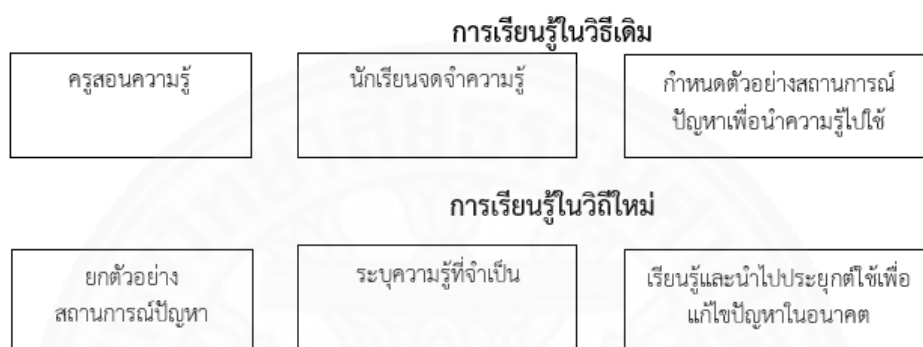 การเรียนรู้ในวิธีเดิม
ครูสอนความรู้
นักเรียนจดจำความรู้
กำหนดตัวอย่างสถานการณ์
ปัญหาเพื่อนำความรู้ไปใช้
การเรียนรู้ในวิถีใหม่
ยกตัวอย่าง
สถานการณ์ปัญหา
ระบุความรู้ที่จำเป็น
เรียนรู้และนำไปประยุกต์ใช้เพื่อ
แก้ไขปัญหาในอนาคต